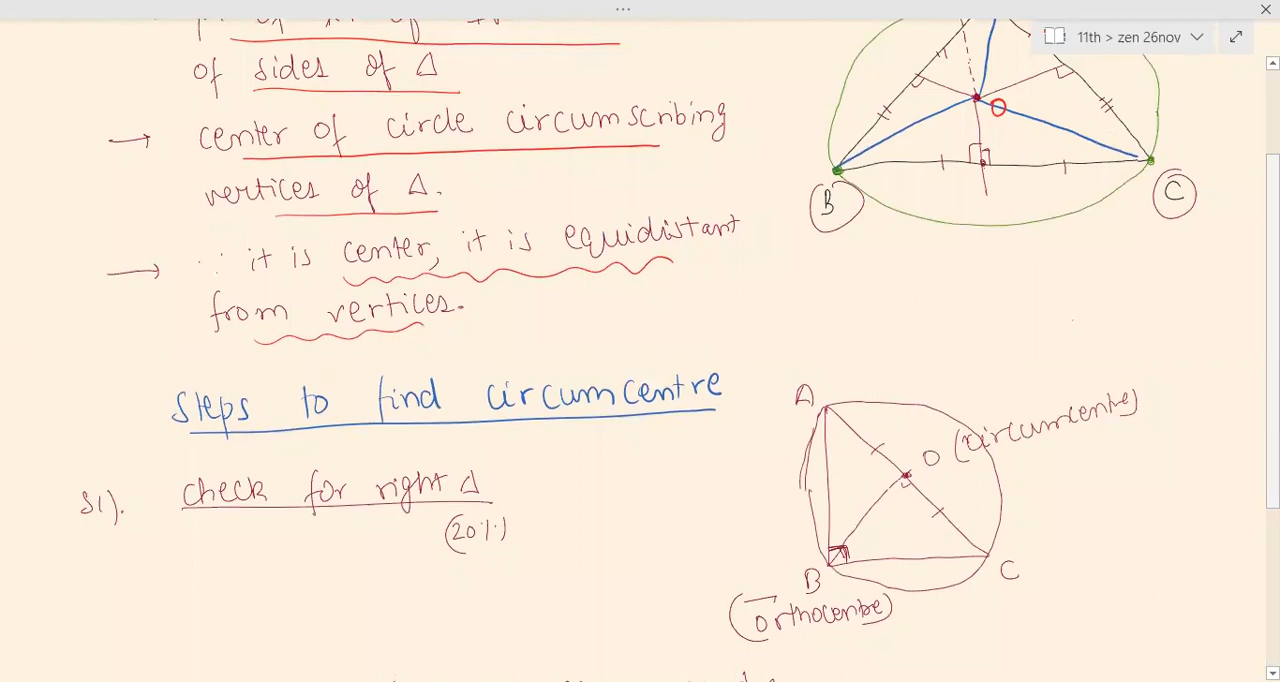 11th > zen 26nov
of sides of Δ
→ center of circle circumscribing
vertices of Δ.
→ ∵ it is center, it is equidistant
from vertices.
O
B
C
Steps to find circumcentre
S1). check for right Δ
(20%)
A
O (circumcentre)
B
C
(orthocentre)